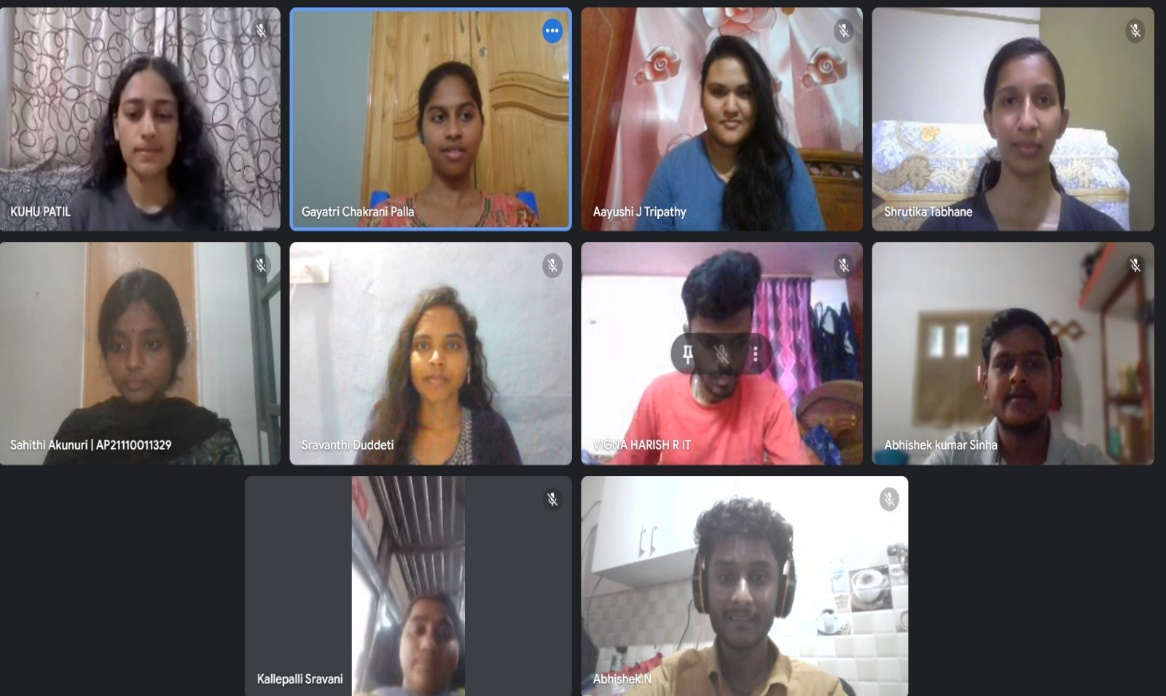 KUHU PATIL
Gayatri Chakrani Palla
Aayushi J Tripathy
Shrutika Tabhane
Sahithi Akunuri | AP21110011329
Sravanthi Duddeti
VIGNA HARISH R IT
Abhishek kumar Sinha
Kallepalli Sravani
Abhishek.N